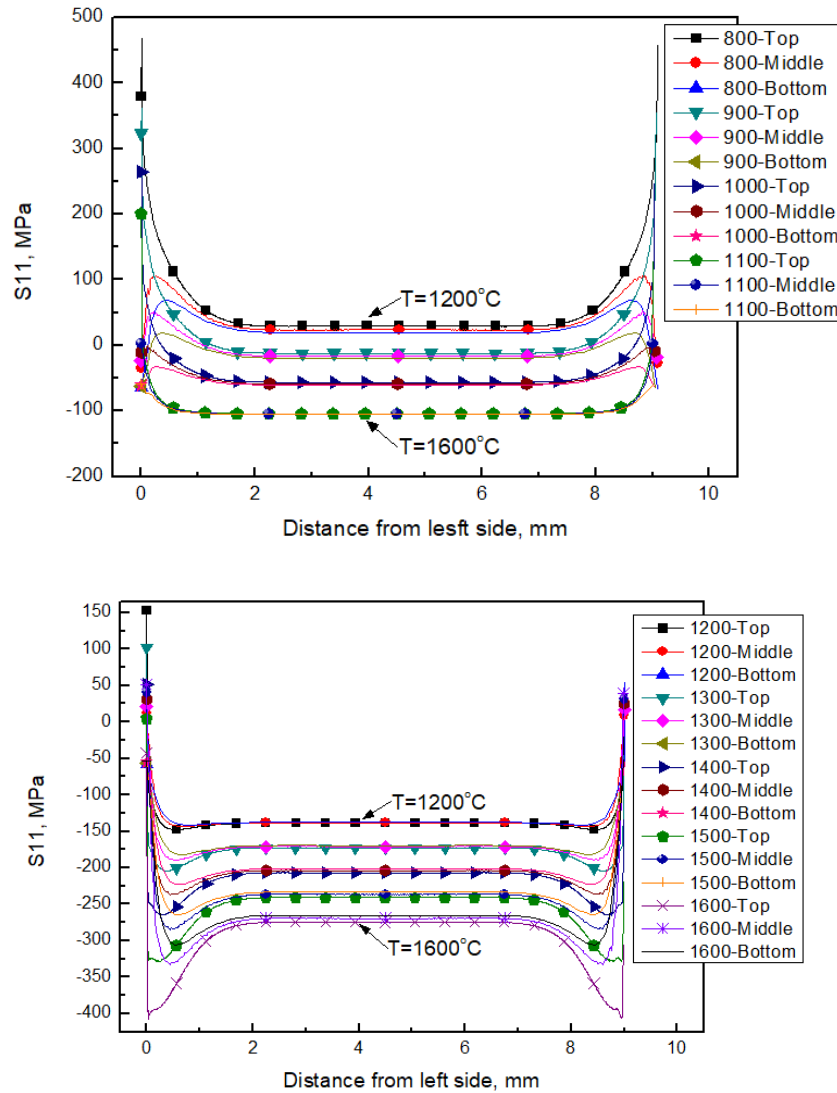 500
400
300
200
100
0
-100
-200
S11, MPa
T=1200°C
T=1600°C
0 2 4 6 8 10
Distance from lesft side, mm
800-Top
800-Middle
800-Bottom
900-Top
900-Middle
900-Bottom
1000-Top
1000-Middle
1000-Bottom
1100-Top
1100-Middle
1100-Bottom
150
100
50
0
-50
-100
-150
-200
-250
-300
-350
-400
S11, MPa
T=1200°C
T=1600°C
0 2 4 6 8 10
Distance from left side, mm
1200-Top
1200-Middle
1200-Bottom
1300-Top
1300-Middle
1300-Bottom
1400-Top
1400-Middle
1400-Bottom
1500-Top
1500-Middle
1500-Bottom
1600-Top
1600-Middle
1600-Bottom